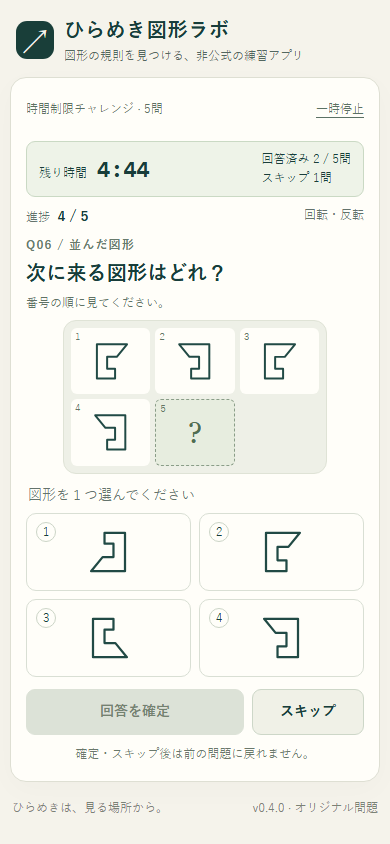 ひらめき図形ラボ
図形の規則を見つける、非公式の練習アプリ
時間制限チャレンジ · 5問
一時停止
残り時間 4:44
回答済み 2 / 5問
スキップ 1問
進捗 4 / 5
回転・反転
Q06 / 並んだ図形
次に来る図形はどれ？
番号の順に見てください。
1
2
3
4
5
?
図形を1つ選んでください
1
2
3
4
回答を確定
スキップ
確定・スキップ後は前の問題に戻れません。
ひらめきは、見る場所から。
v0.4.0 · オリジナル問題